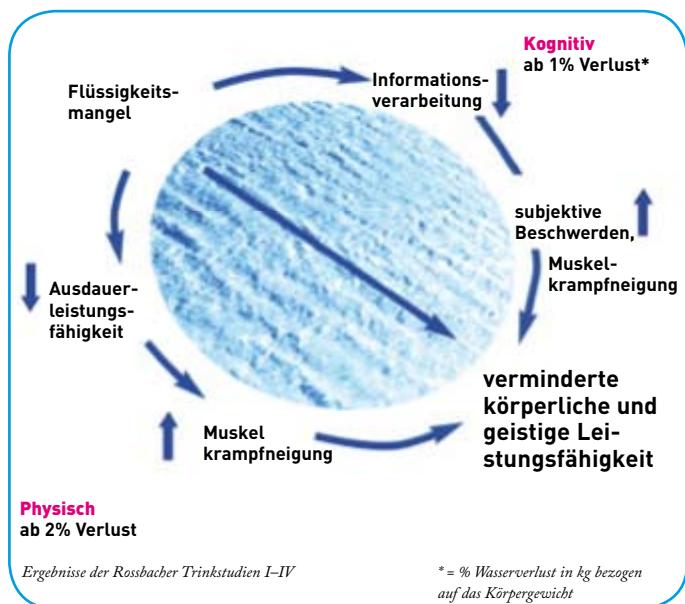 Kognitiv
ab 1% Verlust*
Flüssigkeits-
mangel
Informations-
verarbeitung
subjektive
Beschwerden,
Muskel-
krampfneigung
Ausdauer-
leistungs-
fähigkeit
Muskel
krampfneigung
verminderte
körperliche und
geistige Lei-
stungsfähigkeit
Physisch
ab 2% Verlust
Ergebnisse der Rossbacher Trinkstudien I–IV
* = % Wasserverlust in kg bezogen
auf das Körpergewicht